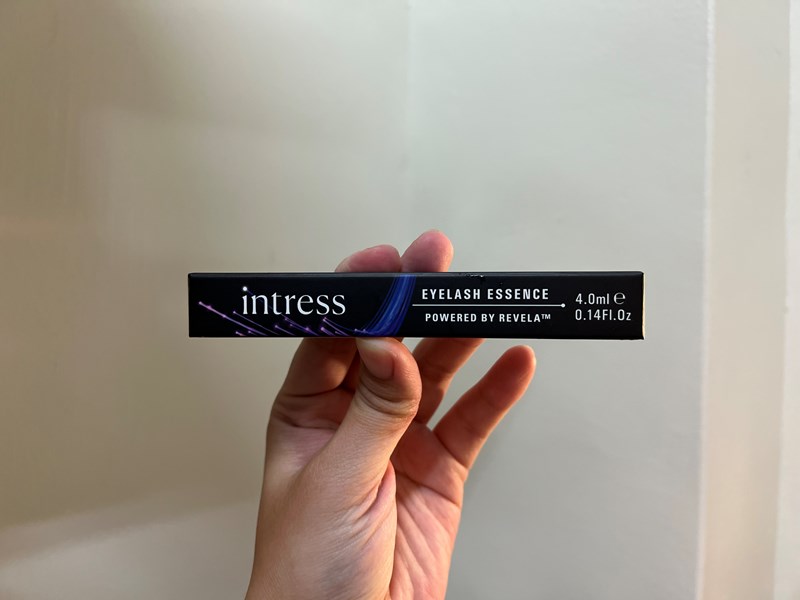 intress
EYELASH ESSENCE
POWERED BY REVELA™
4.0ml ℮
0.14Fl.Oz